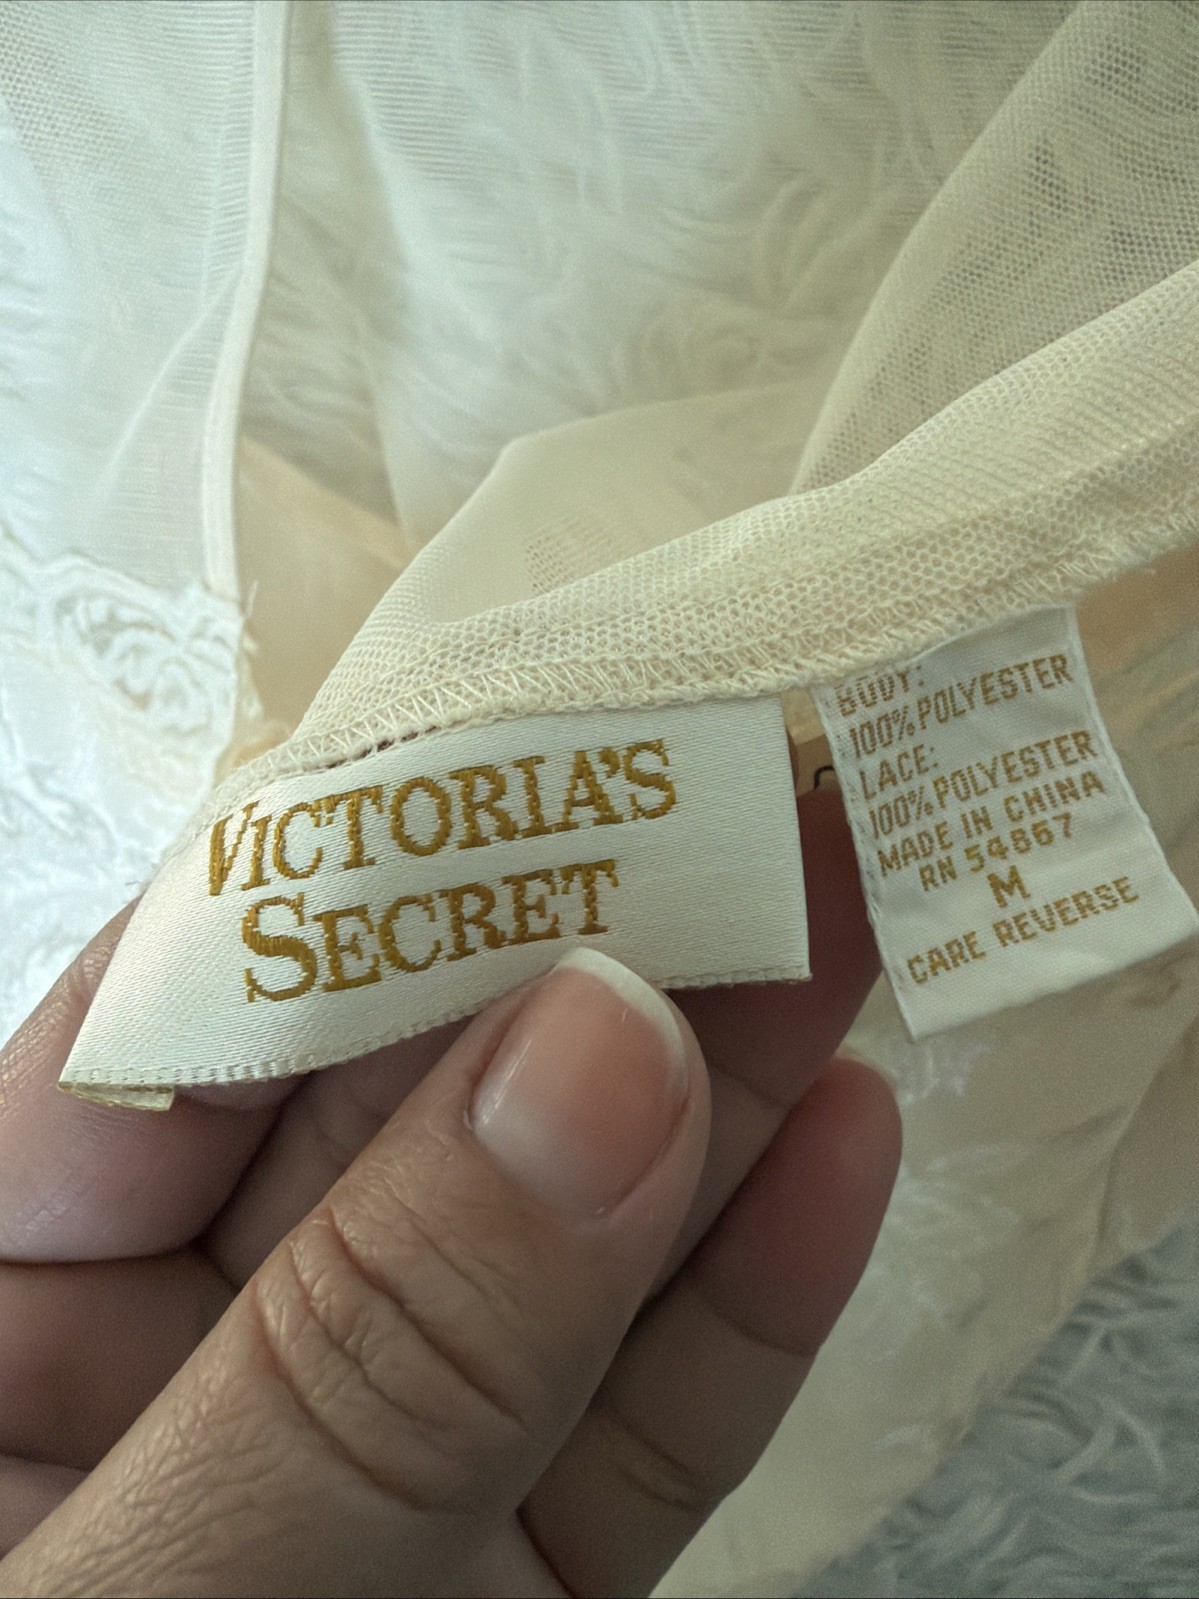 VICTORIA'S
SECRET
BODY:
100% POLYESTER
LACE:
100% POLYESTER
MADE IN CHINA
RN 54867
M
CARE REVERSE